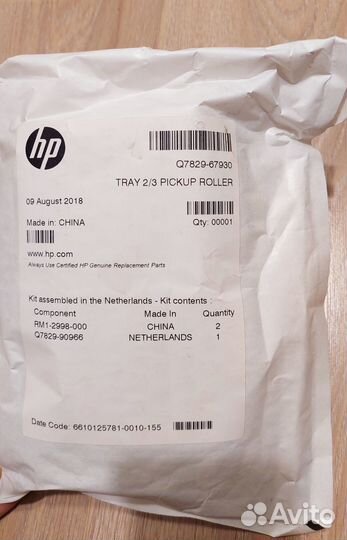 hp
Q7829-67930
TRAY 2/3 PICKUP ROLLER
09 August 2018
Made in: CHINA
Qty: 00001
www.hp.com
Always Use Certified HP Genuine Replacement Parts
Kit assembled in the Netherlands - Kit contents :
Component Made In Quantity
RM1-2998-000 CHINA 2
Q7829-90966 NETHERLANDS 1
Date Code: 6610125781-0010-155
Avito